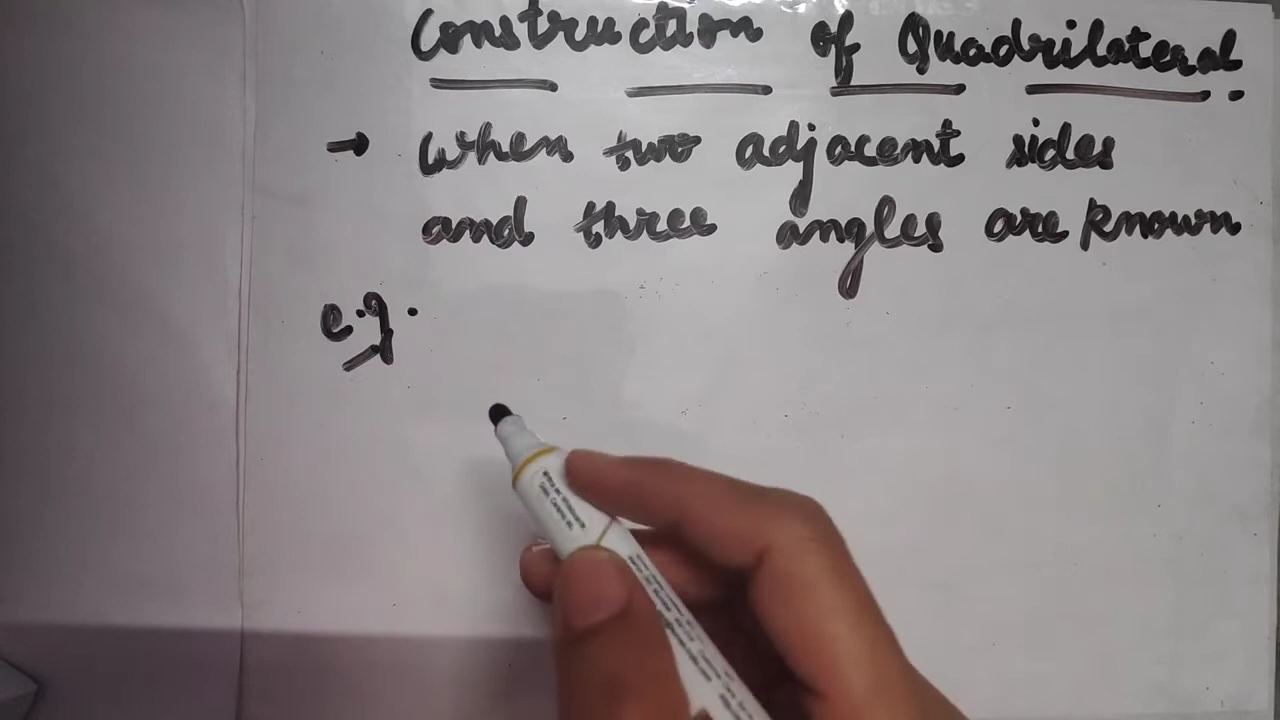 Construction of Quadrilateral.
→ When two adjacent sides
and three angles are known
e.g.